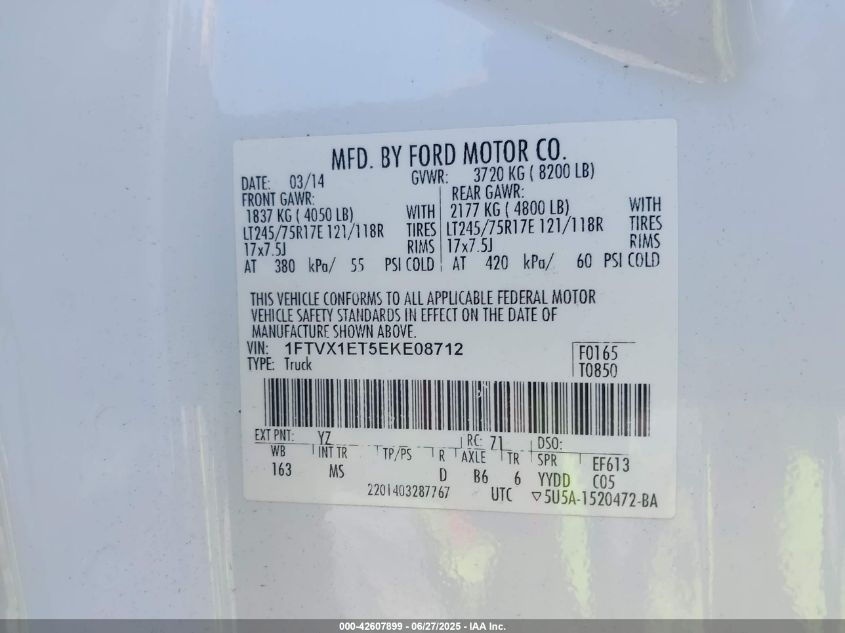 MFD. BY FORD MOTOR CO.
DATE: 03/14 GVWR: 3720 KG ( 8200 LB)
FRONT GAWR: REAR GAWR:
1837 KG ( 4050 LB) WITH 2177 KG ( 4800 LB) WITH
LT245/75R17E 121/118R TIRES LT245/75R17E 121/118R TIRES
17x7.5J RIMS 17x7.5J RIMS
AT 380 kPa/ 55 PSI COLD AT 420 kPa/ 60 PSI COLD
THIS VEHICLE CONFORMS TO ALL APPLICABLE FEDERAL MOTOR
VEHICLE SAFETY STANDARDS IN EFFECT ON THE DATE OF
MANUFACTURE SHOWN ABOVE.
VIN: 1FTVX1ET5EKE08712 F0165
TYPE: Truck T0850
EXT PNT: YZ RC: 71 DSO:
WB INT TR TP/PS R AXLE TR SPR EF613
163 MS D B6 6 YYDD C05
2201403287767 UTC ▽5U5A-1520472-BA
000-42607899 - 06/27/2025 - IAA Inc.